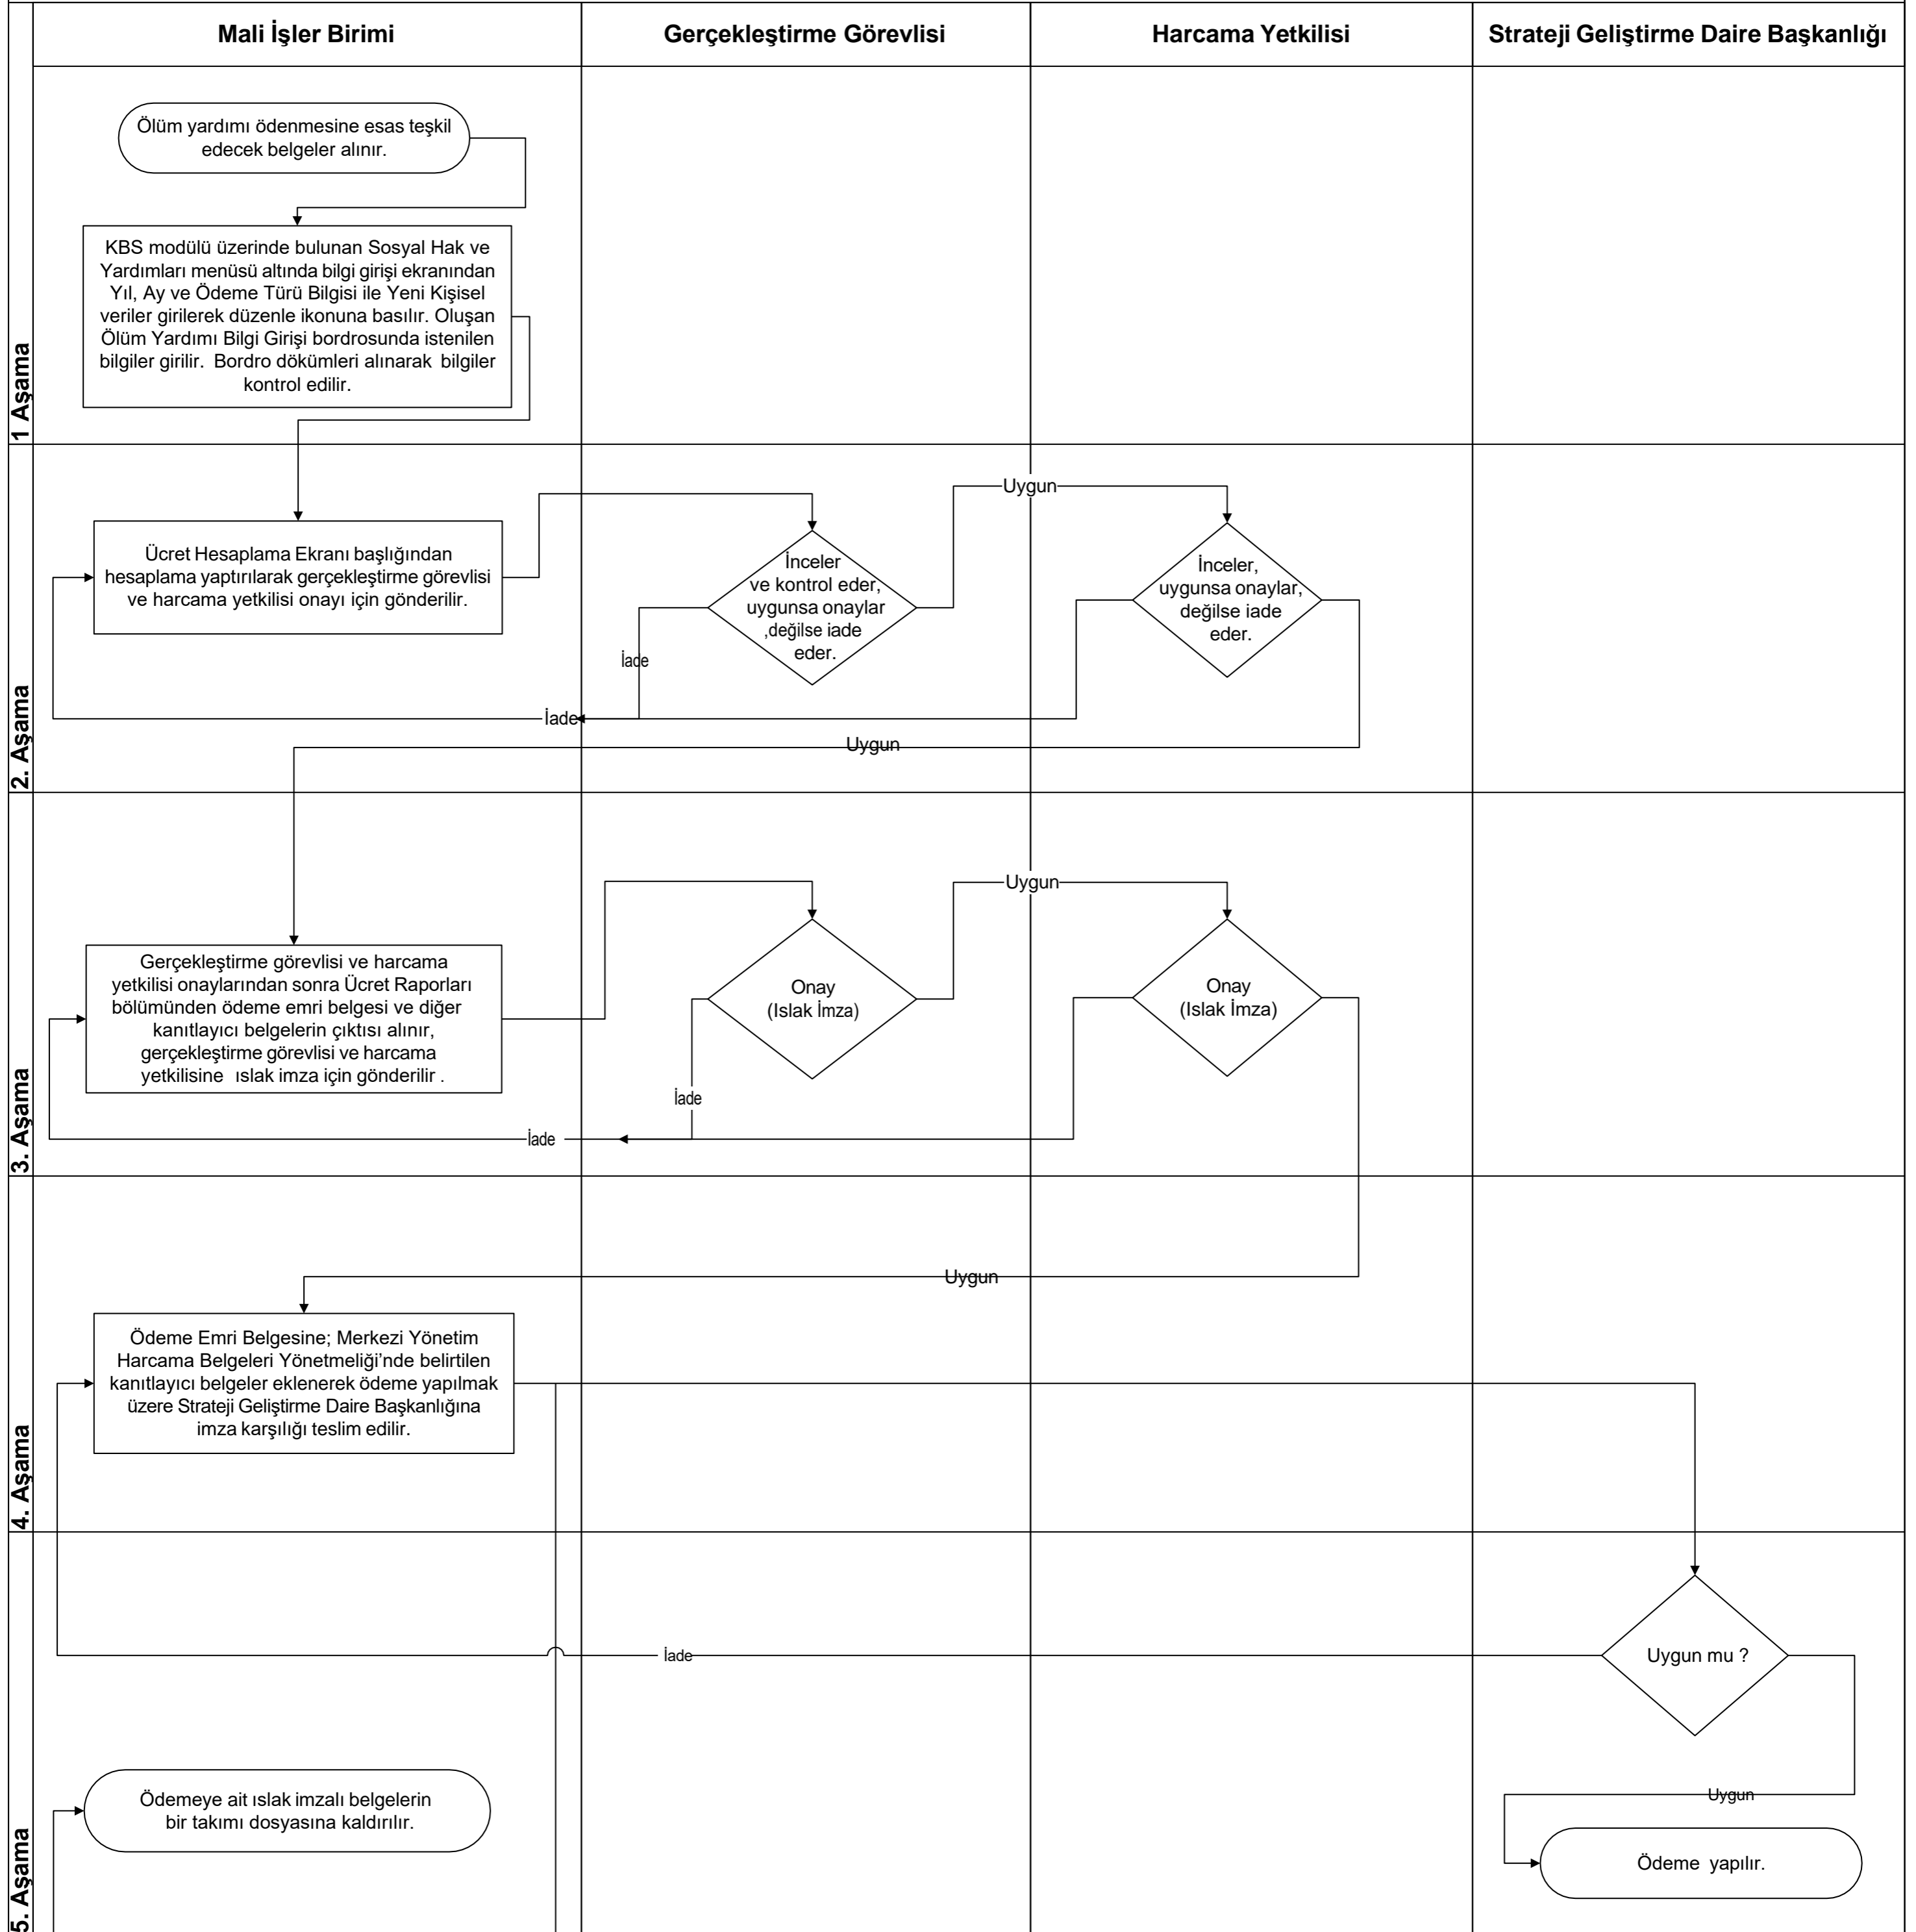 Mali İşler Birimi
Gerçekleştirme Görevlisi
Harcama Yetkilisi
Strateji Geliştirme Daire Başkanlığı
1 Aşama
Ölüm yardımı ödenmesine esas teşkil
edecek belgeler alınır.
KBS modülü üzerinde bulunan Sosyal Hak ve
Yardımları menüsü altında bilgi girişi ekranından
Yıl, Ay ve Ödeme Türü Bilgisi ile Yeni Kişisel
veriler girilerek düzenle ikonuna basılır. Oluşan
Ölüm Yardımı Bilgi Girişi bordrosunda istenilen
bilgiler girilir. Bordro dökümleri alınarak bilgiler
kontrol edilir.
2. Aşama
Ücret Hesaplama Ekranı başlığından
hesaplama yaptırılarak gerçekleştirme görevlisi
ve harcama yetkilisi onayı için gönderilir.
İnceler
ve kontrol eder,
uygunsa onaylar
,değilse iade
eder.
Uygun
İnceler,
uygunsa onaylar,
değilse iade
eder.
İade
İade
Uygun
3. Aşama
Gerçekleştirme görevlisi ve harcama
yetkilisi onaylarından sonra Ücret Raporları
bölümünden ödeme emri belgesi ve diğer
kanıtlayıcı belgelerin çıktısı alınır,
gerçekleştirme görevlisi ve harcama
yetkilisine ıslak imza için gönderilir .
Onay
(Islak İmza)
Uygun
Onay
(Islak İmza)
İade
İade
Uygun
4. Aşama
Ödeme Emri Belgesine; Merkezi Yönetim
Harcama Belgeleri Yönetmeliği’nde belirtilen
kanıtlayıcı belgeler eklenerek ödeme yapılmak
üzere Strateji Geliştirme Daire Başkanlığına
imza karşılığı teslim edilir.
5. Aşama
Uygun mu ?
İade
Uygun
Ödemeye ait ıslak imzalı belgelerin
bir takımı dosyasına kaldırılır.
Ödeme yapılır.